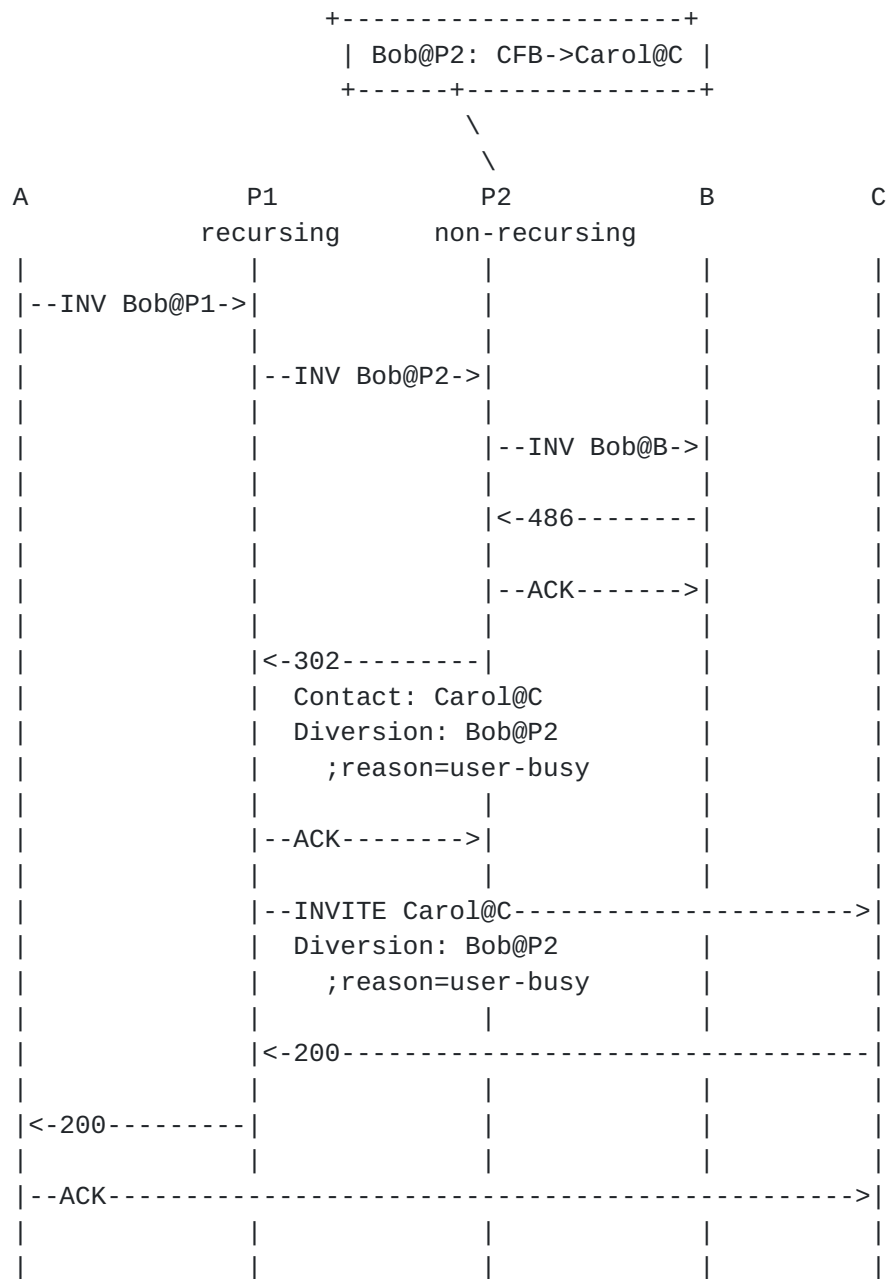 +----------------------+
| Bob@P2: CFB->Carol@C |
+------+---------------+
\
\
A P1 P2 B C
recursing non-recursing
| | | | |
|--INV Bob@P1->| | | |
| | | | |
| |--INV Bob@P2->| | |
| | | | |
| | |--INV Bob@B->| |
| | | | |
| | |<-486--------| |
| | | | |
| | |--ACK------->| |
| | | | |
| |<-302---------| | |
| | Contact: Carol@C | |
| | Diversion: Bob@P2 | |
| | ;reason=user-busy | |
| | | | |
| |--ACK-------->| | |
| | | | |
| |--INVITE Carol@C---------------------->|
| | Diversion: Bob@P2 | |
| | ;reason=user-busy | |
| | | | |
| |<-200----------------------------------|
| | | | |
|<-200---------| | | |
| | | | |
|--ACK------------------------------------------------>|
| | | | |
| | | | |